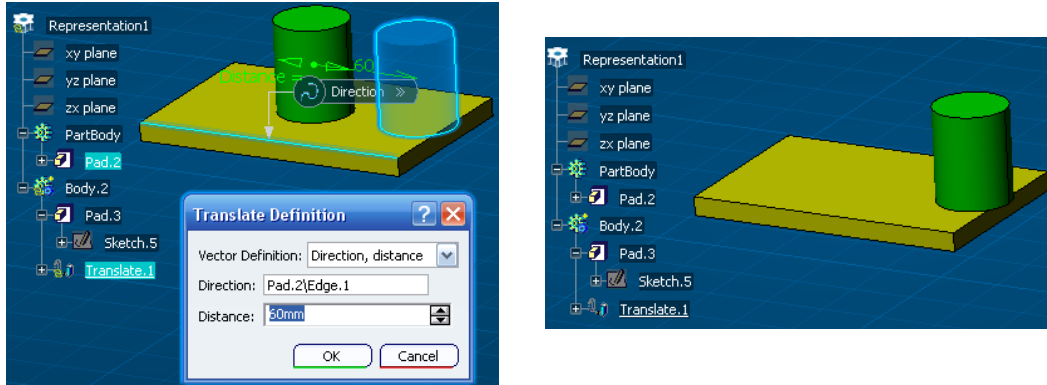 Representation1
xy plane
yz plane
zx plane
PartBody
Pad.2
Body.2
Pad.3
Sketch.5
Translate.1
Distance = 60
Direction »
Translate Definition
Vector Definition: Direction, distance
Direction: Pad.2\Edge.1
Distance: 60mm
OK Cancel
Representation1
xy plane
yz plane
zx plane
PartBody
Pad.2
Body.2
Pad.3
Sketch.5
Translate.1